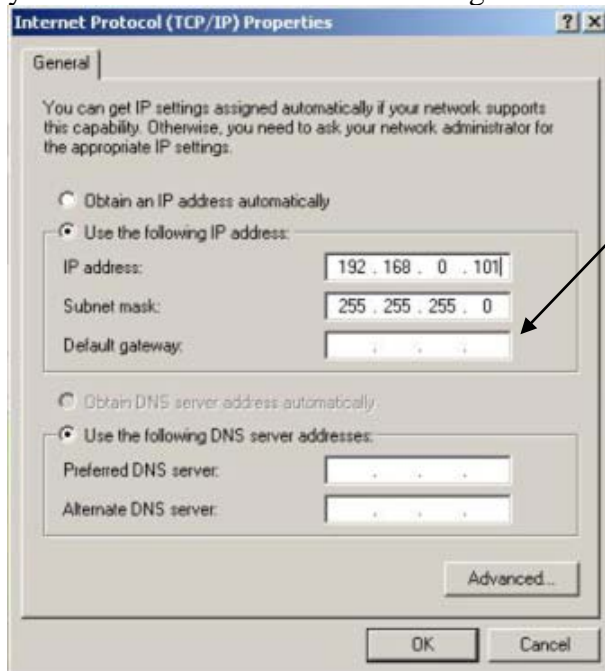 Internet Protocol (TCP/IP) Properties
General
You can get IP settings assigned automatically if your network supports
this capability. Otherwise, you need to ask your network administrator for
the appropriate IP settings.
Obtain an IP address automatically
Use the following IP address:
IP address: 192 . 168 . 0 . 101
Subnet mask: 255 . 255 . 255 . 0
Default gateway: . . .
Obtain DNS server address automatically
Use the following DNS server addresses:
Preferred DNS server: . . .
Alternate DNS server: . . .
Advanced...
OK Cancel